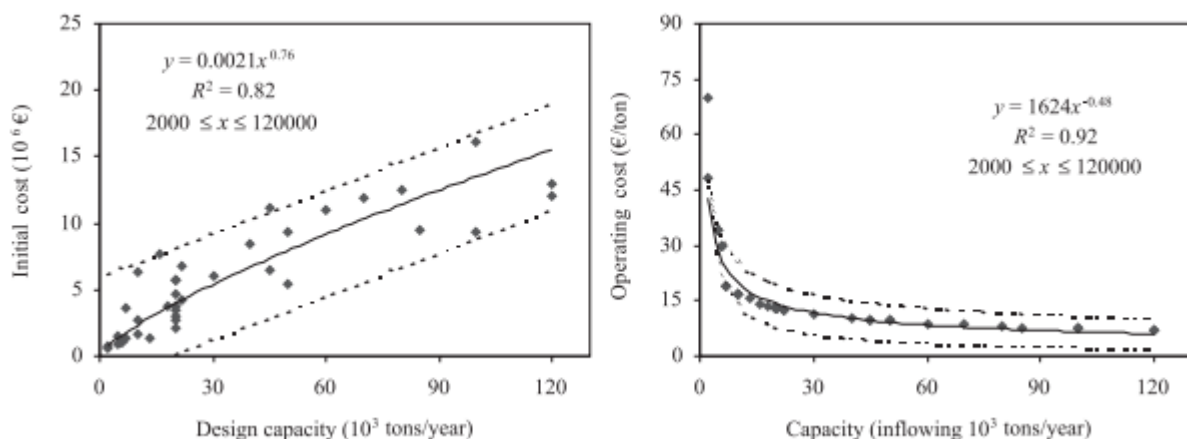 25
20
15
10
5
0
Initial cost (10⁶ €)
y = 0.0021x^0.76
R² = 0.82
2000 ≤ x ≤ 120000
0 30 60 90 120
Design capacity (10³ tons/year)
90
75
60
45
30
15
0
Operating cost (€/ton)
y = 1624x^-0.48
R² = 0.92
2000 ≤ x ≤ 120000
0 30 60 90 120
Capacity (inflowing 10³ tons/year)